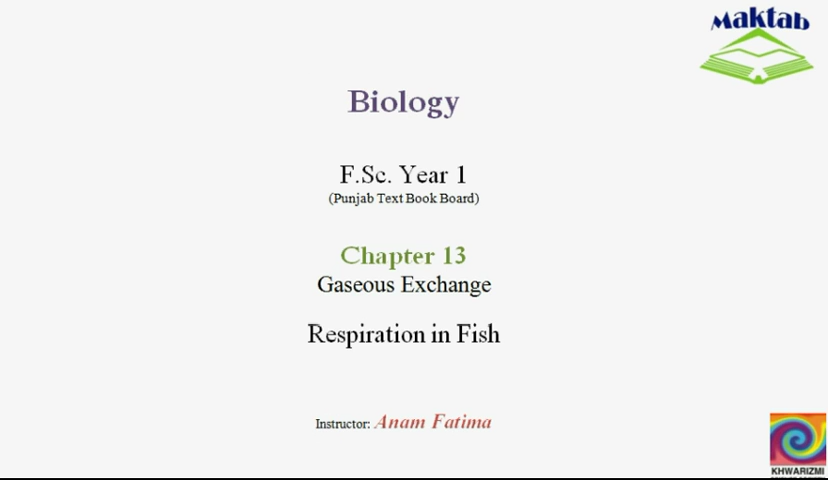 Maktab
Biology
F.Sc. Year 1
(Punjab Text Book Board)
Chapter 13
Gaseous Exchange
Respiration in Fish
Instructor: Anam Fatima
KHWARIZMI